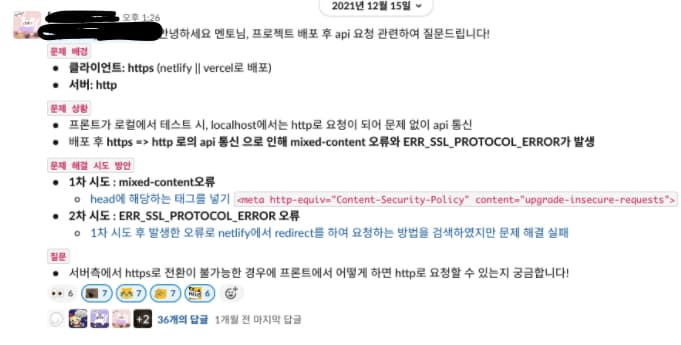 2021년 12월 15일
오후 1:26
안녕하세요 멘토님, 프로젝트 배포 후 api 요청 관련하여 질문드립니다!
문제 배경
클라이언트: https (netlify || vercel로 배포)
서버: http
문제 상황
프론트가 로컬에서 테스트 시, localhost에서는 http로 요청이 되어 문제 없이 api 통신
배포 후 https => http 로의 api 통신 으로 인해 mixed-content 오류와 ERR_SSL_PROTOCOL_ERROR가 발생
문제 해결 시도 방안
1차 시도 : mixed-content오류
head에 해당하는 태그를 넣기 <meta http-equiv="Content-Security-Policy" content="upgrade-insecure-requests">
2차 시도 : ERR_SSL_PROTOCOL_ERROR 오류
1차 시도 후 발생한 오류로 netlify에서 redirect를 하여 요청하는 방법을 검색하였지만 문제 해결 실패
질문
서버측에서 https로 전환이 불가능한 경우에 프론트에서 어떻게 하면 http로 요청할 수 있는지 궁금합니다!
6 7 7 7 6
+2 36개의 답글 1개월 전 마지막 답글